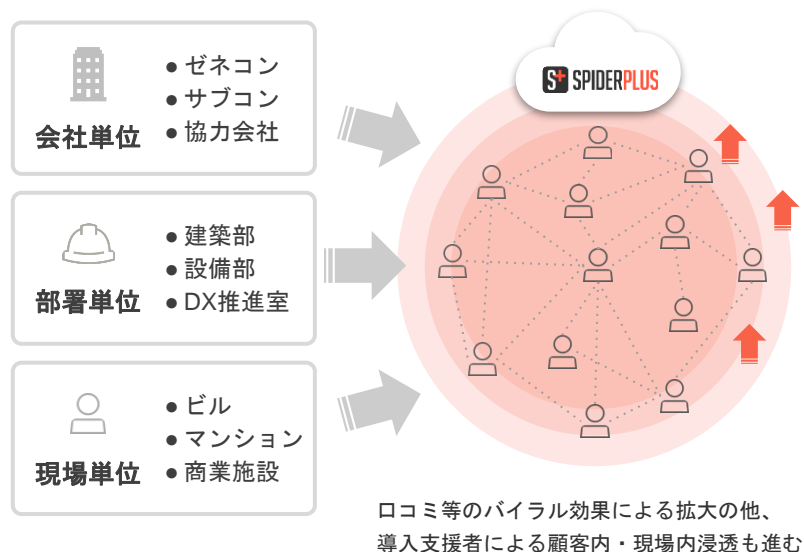 会社単位
● ゼネコン
● サブコン
● 協力会社
部署単位
● 建築部
● 設備部
● DX推進室
現場単位
● ビル
● マンション
● 商業施設
S+ SPIDERPLUS
口コミ等のバイラル効果による拡大の他、
導入支援者による顧客内・現場内浸透も進む